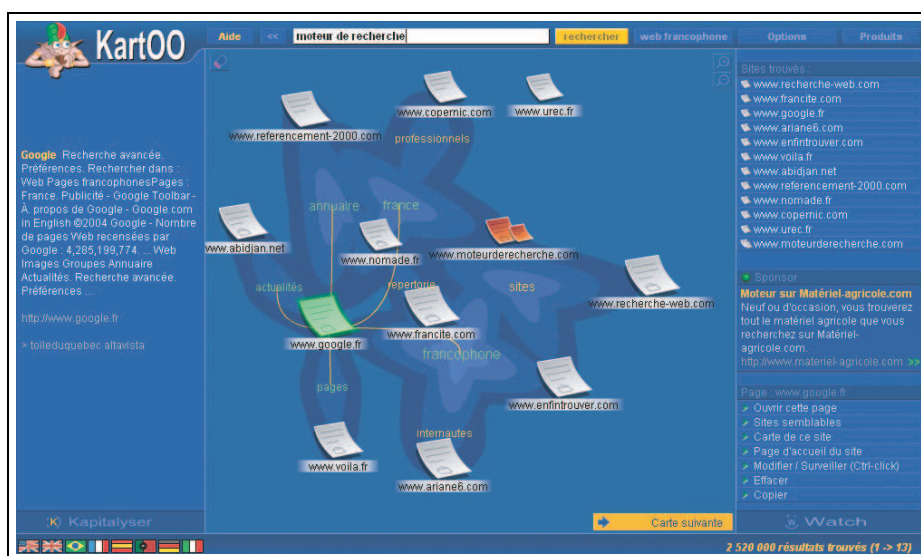 KartOO
Aide
<<
moteur de recherche
rechercher
web francophone
Options
Produits
Google Recherche avancée.
Préférences. Rechercher dans :
Web Pages francophonesPages :
France. Publicité - Google Toolbar -
À propos de Google - Google.com
in English ©2004 Google - Nombre
de pages Web recensées par
Google : 4,285,199,774. ... Web
Images Groupes Annuaire
Actualités. Recherche avancée.
Préférences ...
http://www.google.fr
> toileduquebec altavista
Kapitalyser
www.copernic.com
www.urec.fr
www.referencement-2000.com
professionnels
annuaire
france
www.abidjan.net
www.nomade.fr
www.moteurderecherche.com
actualités
répertoire
sites
www.recherche-web.com
www.francite.com
www.google.fr
francophone
pages
www.enfintrouver.com
internautes
www.voila.fr
www.ariane6.com
Carte suivante
Sites trouvés :
www.recherche-web.com
www.francite.com
www.google.fr
www.ariane6.com
www.enfintrouver.com
www.voila.fr
www.abidjan.net
www.referencement-2000.com
www.nomade.fr
www.copernic.com
www.urec.fr
www.moteurderecherche.com
Sponsor
Moteur sur Matériel-agricole.com
Neuf ou d'occasion, vous trouverez
tout le matériel agricole que vous
recherchez sur Matériel-
agricole.com.
http://www.materiel-agricole.com >>
Page : www.google.fr
Ouvrir cette page
Sites semblables
Carte de ce site
Page d'accueil du site
Modifier / Surveiller (Ctrl-click)
Effacer
Copier
Watch
2 520 000 résultats trouvés (1 -> 13)